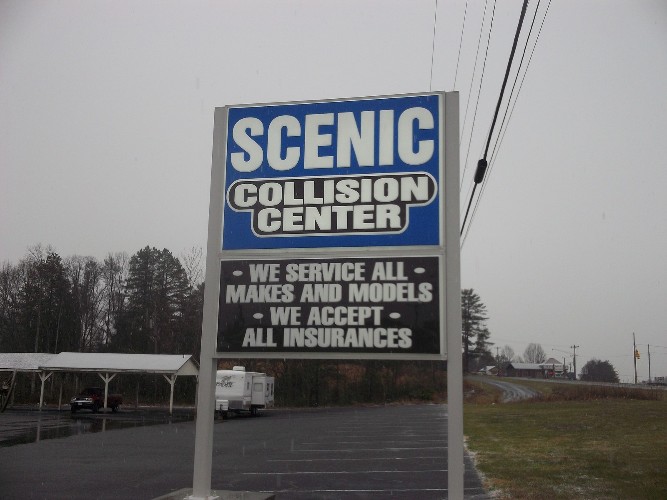 SCENIC
COLLISION
CENTER
- WE SERVICE ALL -
MAKES AND MODELS
- WE ACCEPT -
ALL INSURANCES